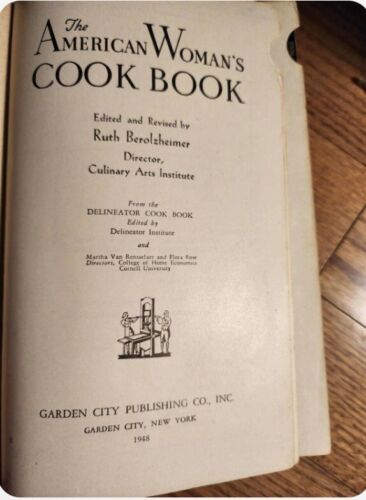 The
AMERICAN WOMAN'S
COOK BOOK
Edited and Revised by
Ruth Berolzheimer
Director,
Culinary Arts Institute
From the
DELINEATOR COOK BOOK
Edited by
Delineator Institute
and
Martha Van Rensselaer and Flora Rose
Directors, College of Home Economics
Cornell University
GARDEN CITY PUBLISHING CO., INC.
GARDEN CITY, NEW YORK
1948